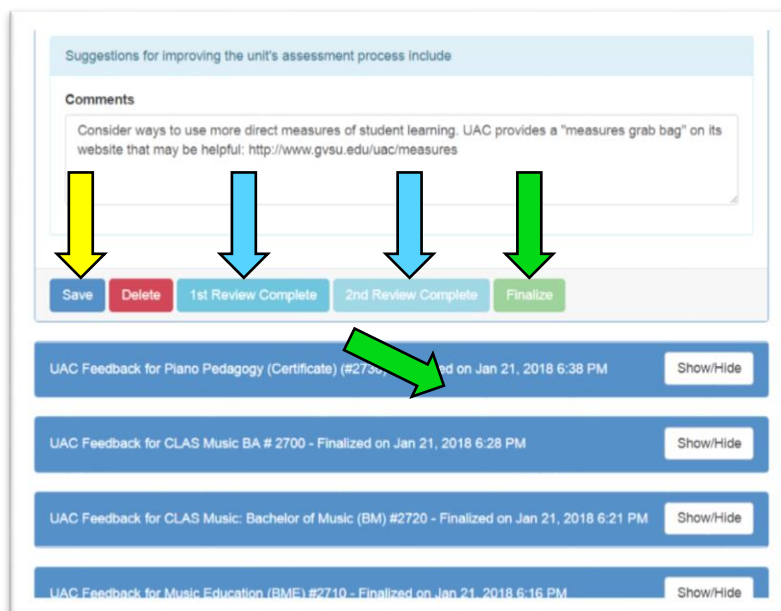 Suggestions for improving the unit's assessment process include
Comments
Consider ways to use more direct measures of student learning. UAC provides a "measures grab bag" on its
website that may be helpful: http://www.gvsu.edu/uac/measures
Save Delete 1st Review Complete 2nd Review Complete Finalize
UAC Feedback for Piano Pedagogy (Certificate) on Jan 21, 2018 6:38 PM Show/Hide
UAC Feedback for CLAS Music BA # 2700 - Finalized on Jan 21, 2018 6:28 PM Show/Hide
UAC Feedback for CLAS Music: Bachelor of Music (BM) #2720 - Finalized on Jan 21, 2018 6:21 PM Show/Hide
UAC Feedback for Music Education (BME) #2710 - Finalized on Jan 21, 2018 6:16 PM Show/Hide